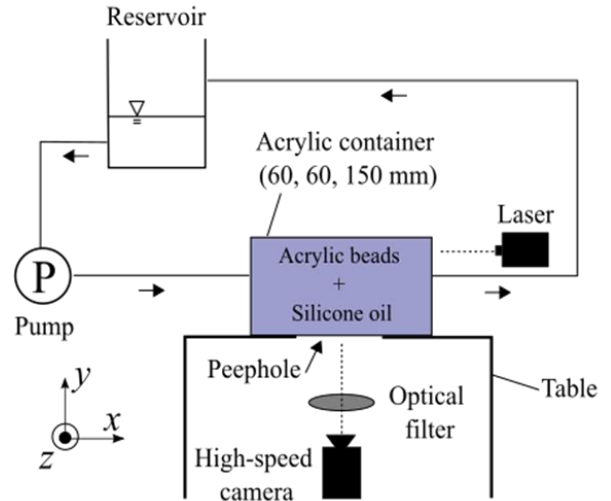 Reservoir
Acrylic container
(60, 60, 150 mm)
Laser
Acrylic beads
+
Silicone oil
P
Pump
Peephole
Optical
filter
Table
High-speed
camera
y
x
z